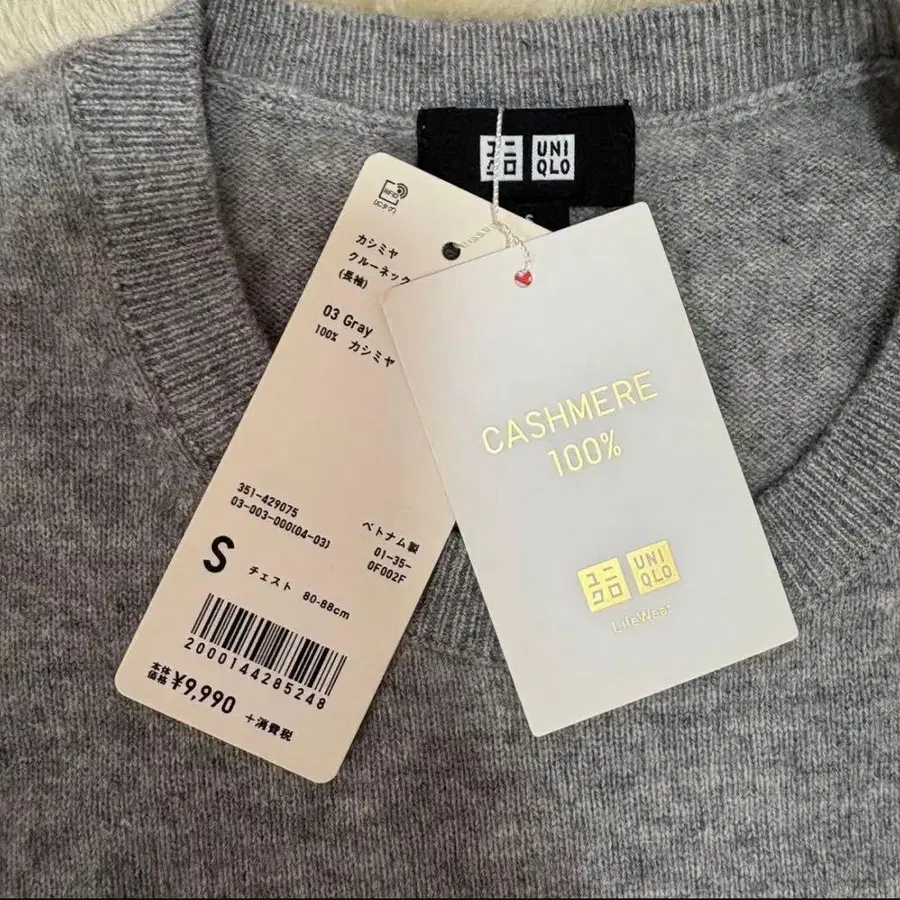 ユニ
クロ
UNI
QLO
S
RFID
(ICタグ)
カシミヤ
クルーネック
(長袖)
03 Gray
100% カシミヤ
351-429075
03-003-000(04-03)
ベトナム製
01-35-
0F002F
S
チェスト 80-88cm
2000144285248
本体
価格 ¥9,990 +消費税
CASHMERE
100%
ユニ
クロ
UNI
QLO
LifeWear